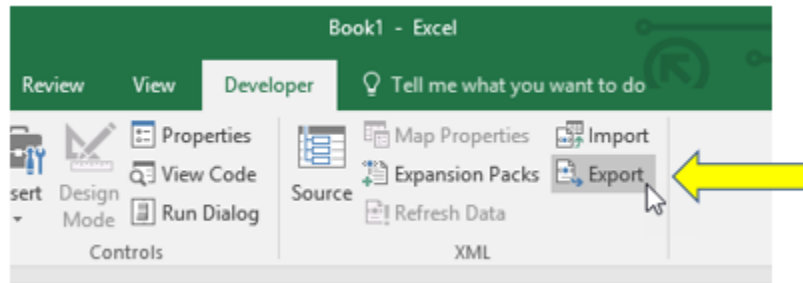 Book1 - Excel
Review View Developer Tell me what you want to do
Properties Map Properties Import
View Code Expansion Packs Export
sert Design Mode Run Dialog Source Refresh Data
Controls XML